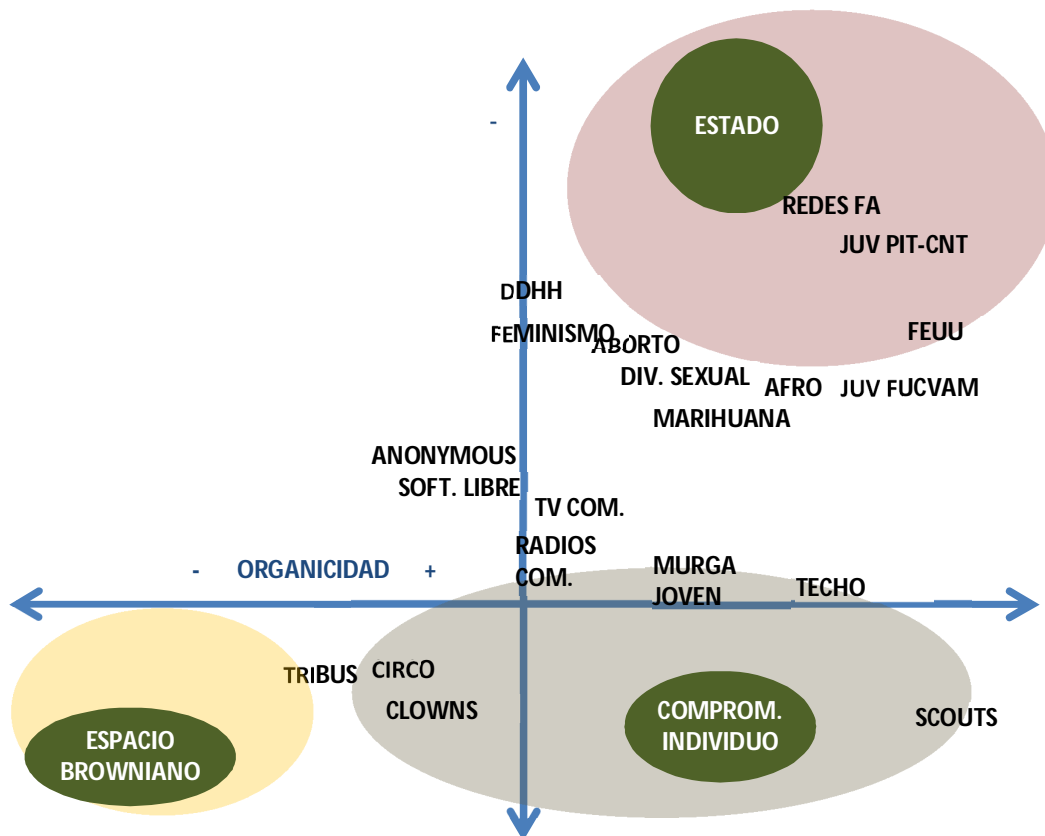 -
ESTADO
REDES FA
JUV PIT-CNT
DDHH
FEMINISMO
ABORTO
FEUU
DIV. SEXUAL
AFRO
JUV FUCVAM
MARIHUANA
ANONYMOUS
SOFT. LIBRE
TV COM.
RADIOS
COM.
- ORGANICIDAD +
MURGA
JOVEN
TECHO
TRIBUS
CIRCO
CLOWNS
COMPROM.
INDIVIDUO
SCOUTS
ESPACIO
BROWNIANO